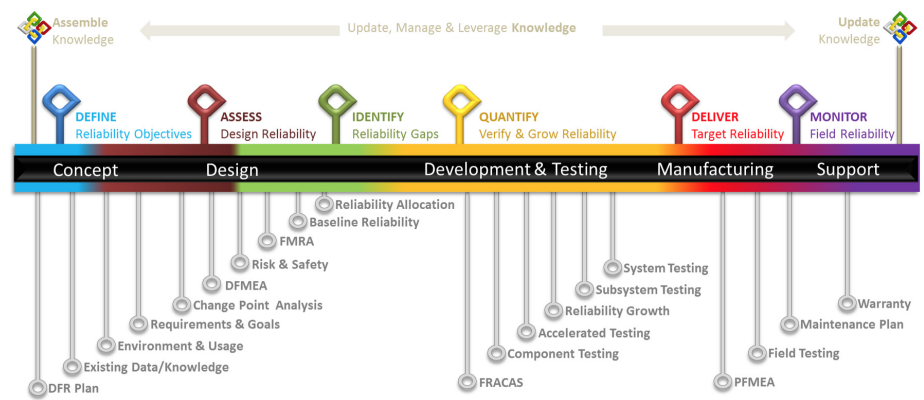 Assemble
Knowledge
Update, Manage & Leverage Knowledge
Update
Knowledge
DEFINE
Reliability Objectives
ASSESS
Design Reliability
IDENTIFY
Reliability Gaps
QUANTIFY
Verify & Grow Reliability
DELIVER
Target Reliability
MONITOR
Field Reliability
Concept
Design
Development & Testing
Manufacturing
Support
Reliability Allocation
Baseline Reliability
FMRA
Risk & Safety
DFMEA
Change Point Analysis
Requirements & Goals
Environment & Usage
Existing Data/Knowledge
DFR Plan
System Testing
Subsystem Testing
Reliability Growth
Accelerated Testing
Component Testing
FRACAS
Warranty
Maintenance Plan
Field Testing
PFMEA